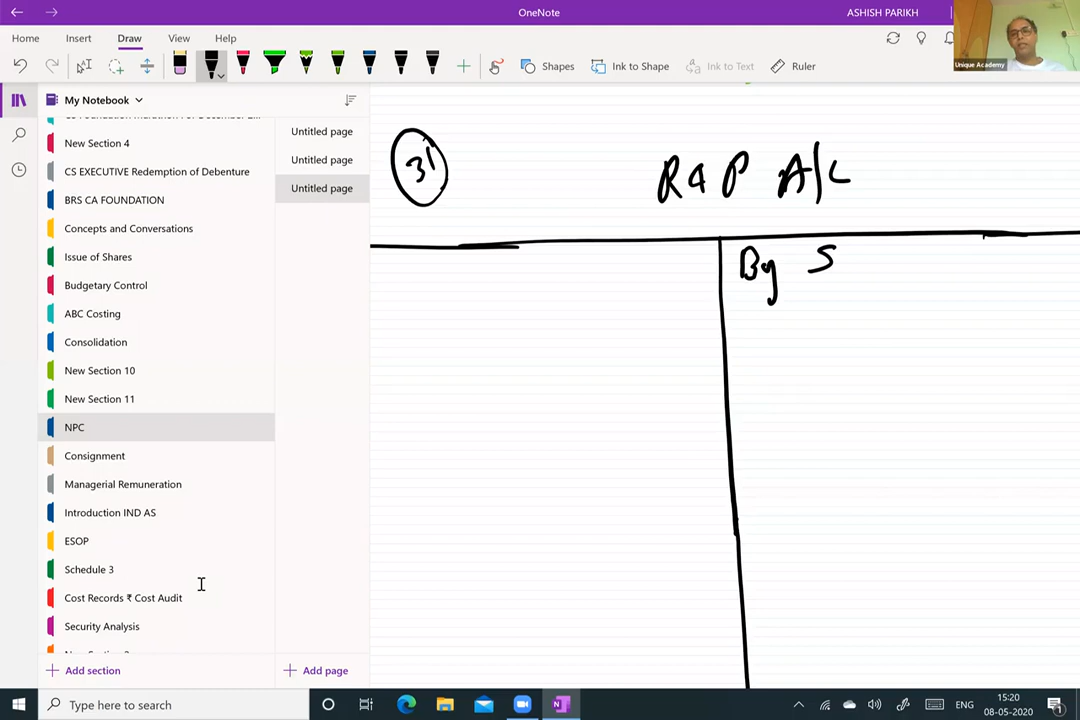 OneNote
ASHISH PARIKH
Home
Insert
Draw
View
Help
Shapes
Ink to Shape
Ink to Text
Ruler
Unique Academy
My Notebook
New Section 4
CS EXECUTIVE Redemption of Debenture
BRS CA FOUNDATION
Concepts and Conversations
Issue of Shares
Budgetary Control
ABC Costing
Consolidation
New Section 10
New Section 11
NPC
Consignment
Managerial Remuneration
Introduction IND AS
ESOP
Schedule 3
Cost Records ₹ Cost Audit
Security Analysis
Add section
Untitled page
Untitled page
Untitled page
Add page
31
R & P A/c
By S
Type here to search
ENG
15:20
08-05-2020
1